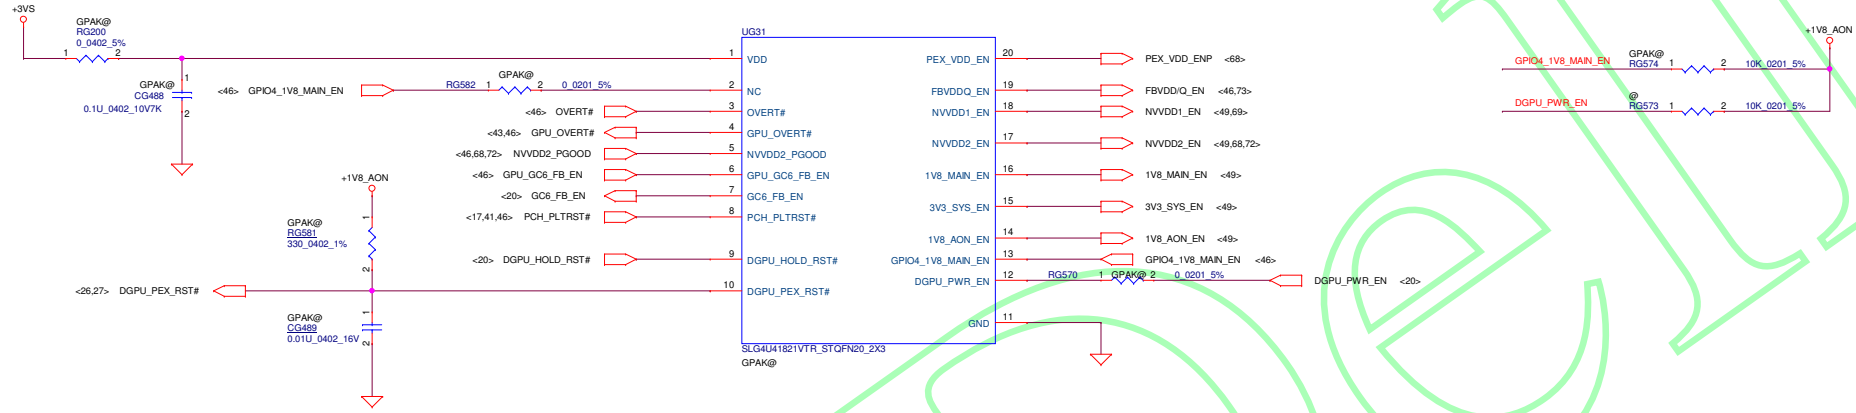 +3VS
GPAK@
RG200
0_0402_5%
1 2
GPAK@
CG488
0.1U_0402_10V7K
1
2
<46> GPIO4_1V8_MAIN_EN
RG582 1 GPAK@ 2 0_0201_5%
<46> OVERT#
<43,46> GPU_OVERT#
<46,68,72> NVVDD2_PGOOD
<46> GPU_GC6_FB_EN
<20> GC6_FB_EN
<17,41,46> PCH_PLTRST#
<20> DGPU_HOLD_RST#
+1V8_AON
GPAK@
RG581
330_0402_1%
1
2
<26,27> DGPU_PEX_RST#
GPAK@
CG489
0.01U_0402_16V
1
2
UG31
1 VDD
2 NC
3 OVERT#
4 GPU_OVERT#
5 NVVDD2_PGOOD
6 GPU_GC6_FB_EN
7 GC6_FB_EN
8 PCH_PLTRST#
9 DGPU_HOLD_RST#
10 DGPU_PEX_RST#
PEX_VDD_EN 20
FBVDDQ_EN 19
NVVDD1_EN 18
NVVDD2_EN 17
1V8_MAIN_EN 16
3V3_SYS_EN 15
1V8_AON_EN 14
GPIO4_1V8_MAIN_EN 13
DGPU_PWR_EN 12
GND 11
SLG4U41821VTR_STQFN20_2X3
GPAK@
PEX_VDD_ENP <68>
FBVDD/Q_EN <46,73>
NVVDD1_EN <49,69>
NVVDD2_EN <49,68,72>
1V8_MAIN_EN <49>
3V3_SYS_EN <49>
1V8_AON_EN <49>
GPIO4_1V8_MAIN_EN <46>
RG570 1 GPAK@ 2 0_0201_5%
DGPU_PWR_EN <20>
+1V8_AON
GPIO4_1V8_MAIN_EN
GPAK@
RG574 1 2 10K_0201_5%
DGPU_PWR_EN
@
RG573 1 2 10K_0201_5%